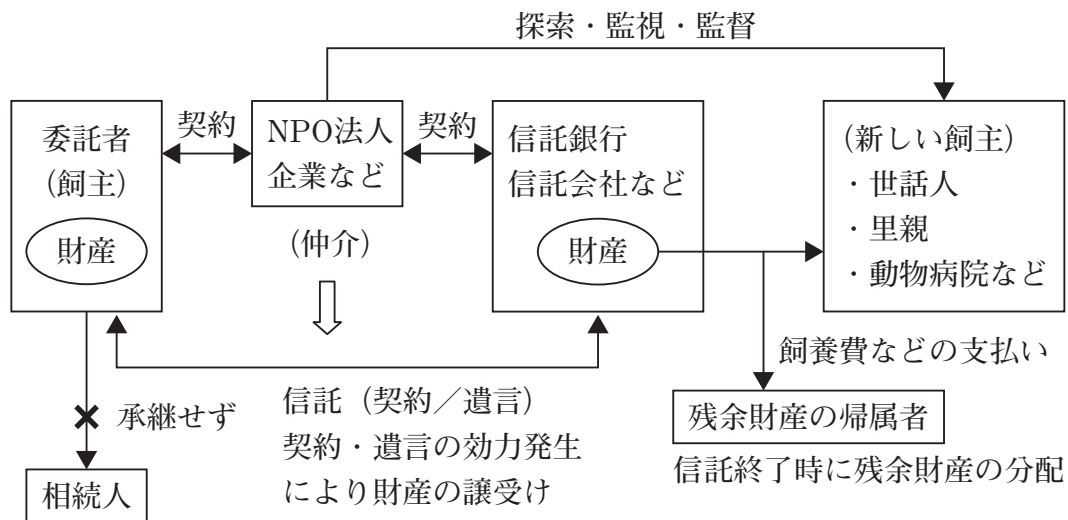 探索・監視・監督
委託者
(飼主)
財産
契約
NPO法人
企業など
(仲介)
契約
信託銀行
信託会社など
財産
(新しい飼主)
・世話人
・里親
・動物病院など
飼養費などの支払い
承継せず
相続人
信託（契約／遺言）
契約・遺言の効力発生
により財産の譲受け
残余財産の帰属者
信託終了時に残余財産の分配